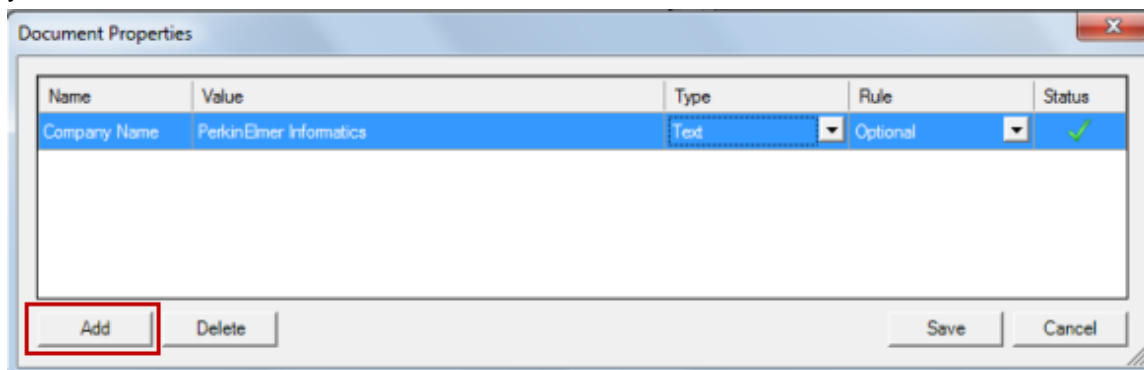 Document Properties
Name Value Type Rule Status
Company Name PerkinElmer Informatics Text Optional
Add Delete Save Cancel